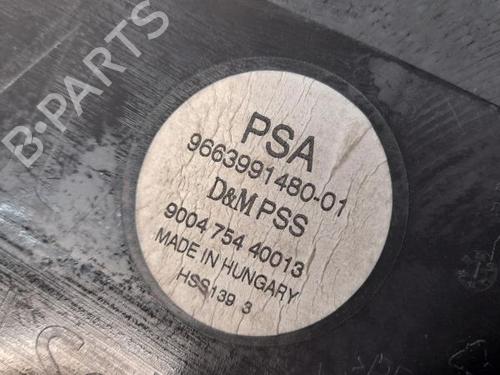 B-PARTS
PSA
9663991480-01
D&M PSS
9004 754 40013
MADE IN HUNGARY
HSS139 3